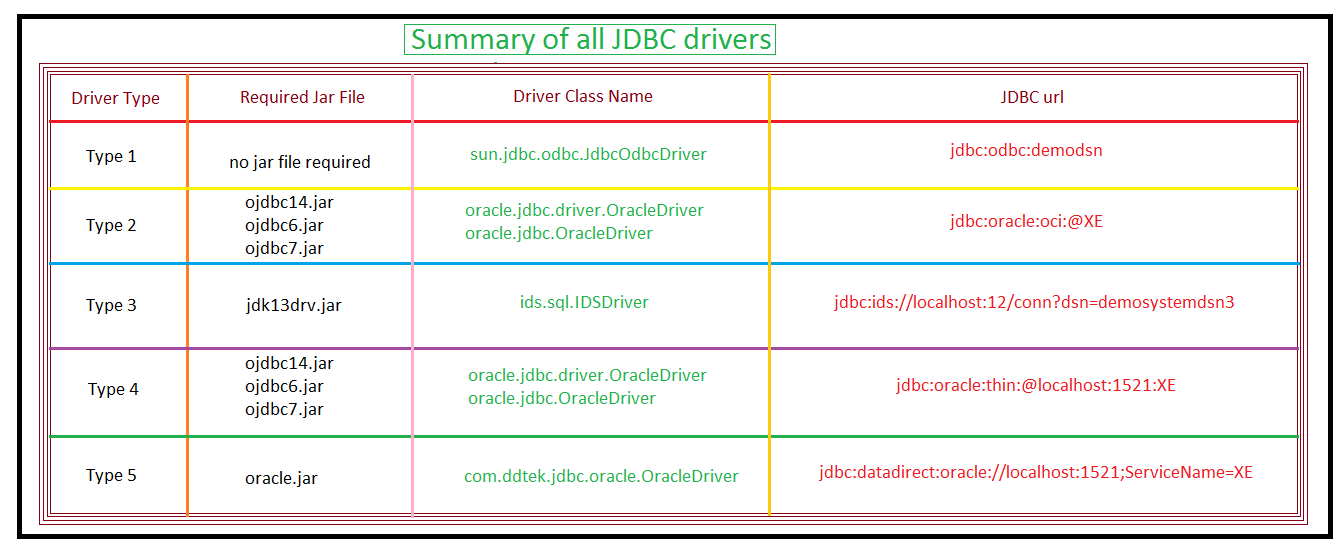 Summary of all JDBC drivers
Driver Type
Required Jar File
Driver Class Name
JDBC url
Type 1
no jar file required
sun.jdbc.odbc.JdbcOdbcDriver
jdbc:odbc:demodsn
Type 2
ojdbc14.jar
ojdbc6.jar
ojdbc7.jar
oracle.jdbc.driver.OracleDriver
oracle.jdbc.OracleDriver
jdbc:oracle:oci:@XE
Type 3
jdk13drv.jar
ids.sql.IDSDriver
jdbc:ids://localhost:12/conn?dsn=demosystemdsn3
Type 4
ojdbc14.jar
ojdbc6.jar
ojdbc7.jar
oracle.jdbc.driver.OracleDriver
oracle.jdbc.OracleDriver
jdbc:oracle:thin:@localhost:1521:XE
Type 5
oracle.jar
com.ddtek.jdbc.oracle.OracleDriver
jdbc:datadirect:oracle://localhost:1521;ServiceName=XE